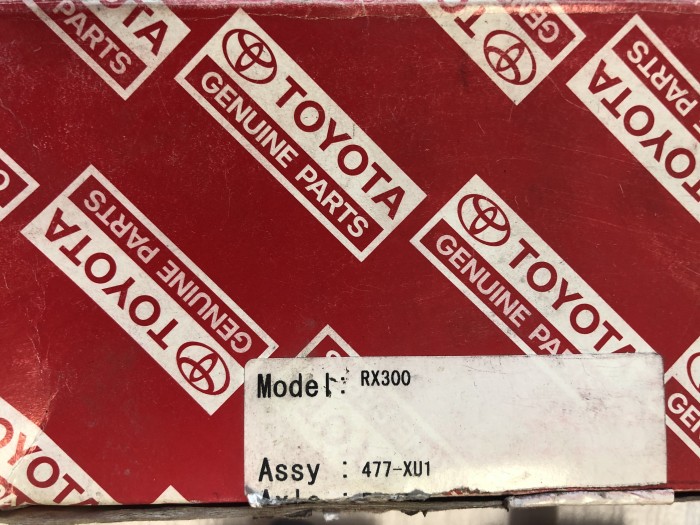 TOYOTA
PARTS
TOYOTA
GENUINE PARTS
GENUINE
TOYOTA
GENUINE PARTS
TOYOTA
GENUINE PARTS
TOYOTA
GENUINE PARTS
Model: RX300
Assy : 477-XU1